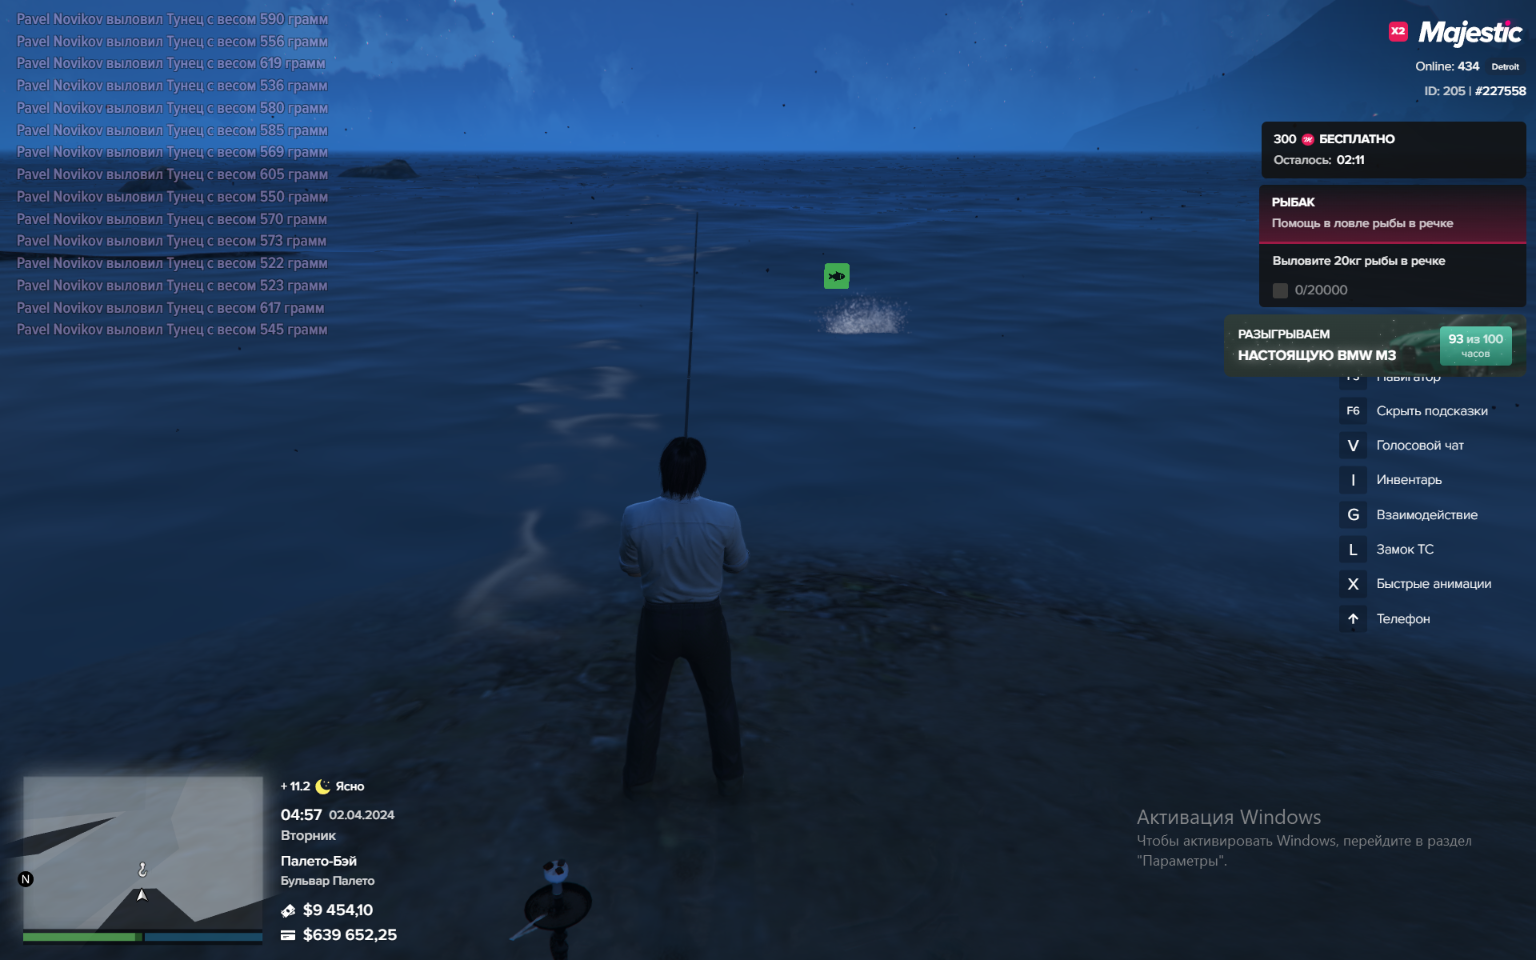 Pavel Novikov выловил Тунец с весом 590 грамм
Pavel Novikov выловил Тунец с весом 556 грамм
Pavel Novikov выловил Тунец с весом 619 грамм
Pavel Novikov выловил Тунец с весом 536 грамм
Pavel Novikov выловил Тунец с весом 580 грамм
Pavel Novikov выловил Тунец с весом 585 грамм
Pavel Novikov выловил Тунец с весом 569 грамм
Pavel Novikov выловил Тунец с весом 605 грамм
Pavel Novikov выловил Тунец с весом 550 грамм
Pavel Novikov выловил Тунец с весом 570 грамм
Pavel Novikov выловил Тунец с весом 573 грамм
Pavel Novikov выловил Тунец с весом 522 грамм
Pavel Novikov выловил Тунец с весом 523 грамм
Pavel Novikov выловил Тунец с весом 617 грамм
Pavel Novikov выловил Тунец с весом 545 грамм
X2 Majestic
Online: 434 Detroit
ID: 205 | #227558
300 БЕСПЛАТНО
Осталось: 02:11
РЫБАК
Помощь в ловле рыбы в речке
Выловите 20кг рыбы в речке
0/20000
РАЗЫГРЫВАЕМ
НАСТОЯЩУЮ BMW M3
93 из 100
часов
Навигатор
F6 Скрыть подсказки
V Голосовой чат
I Инвентарь
G Взаимодействие
L Замок ТС
X Быстрые анимации
Телефон
+11.2 Ясно
04:57 02.04.2024
Вторник
Палето-Бэй
Бульвар Палето
$9 454,10
$639 652,25
N
Активация Windows
Чтобы активировать Windows, перейдите в раздел
"Параметры".